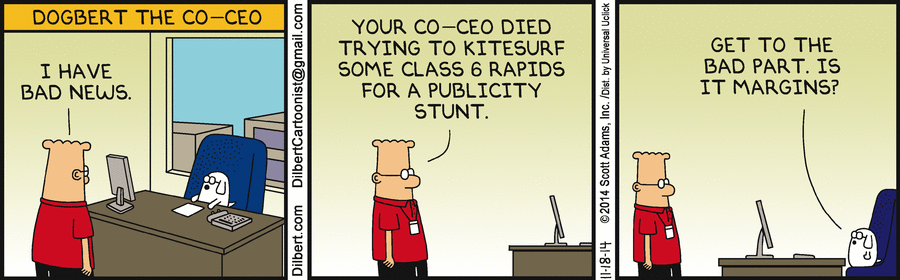 DOGBERT THE CO-CEO
I HAVE
BAD NEWS.
Dilbert.com DilbertCartoonist@gmail.com
YOUR CO-CEO DIED
TRYING TO KITESURF
SOME CLASS 6 RAPIDS
FOR A PUBLICITY
STUNT.
11-18-14 ©2014 Scott Adams, Inc. /Dist. by Universal Uclick
GET TO THE
BAD PART. IS
IT MARGINS?